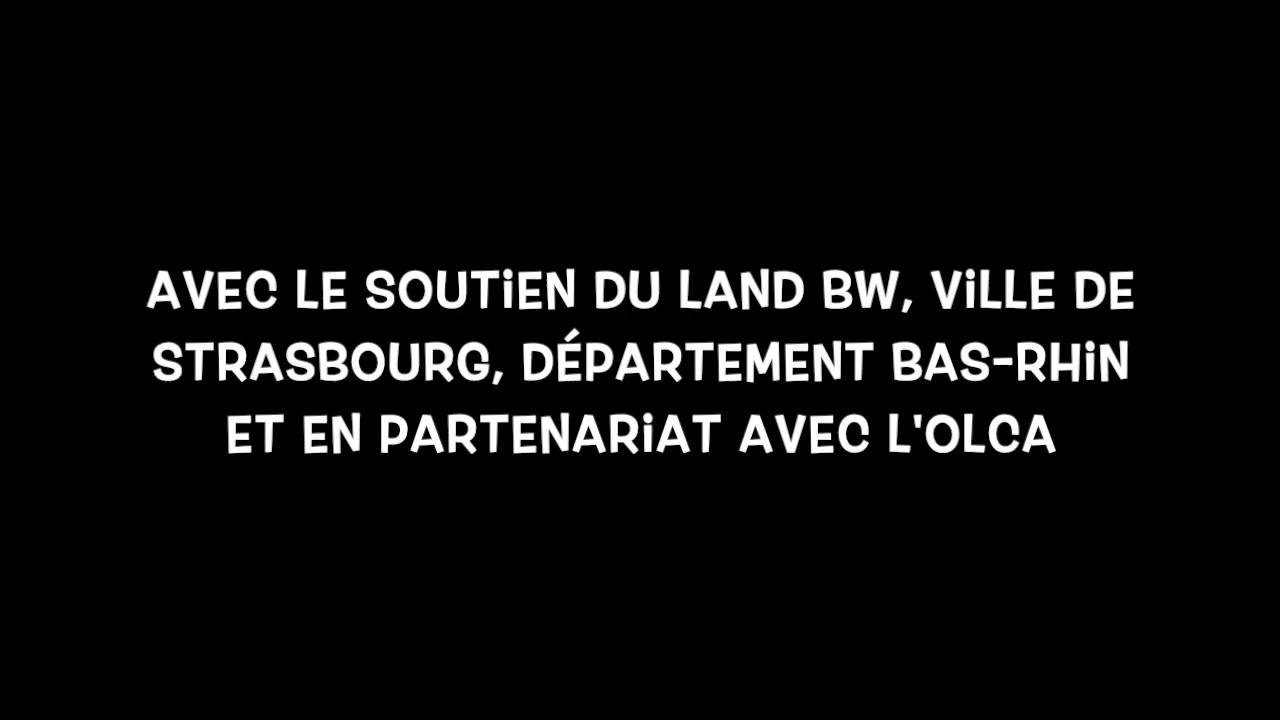 AVEC LE SOUTIEN DU LAND BW, VILLE DE
STRASBOURG, DÉPARTEMENT BAS-RHIN
ET EN PARTENARIAT AVEC L'OLCA